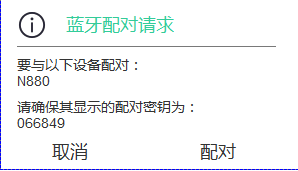 蓝牙配对请求
要与以下设备配对：
N880
请确保其显示的配对密钥为：
066849
取消 配对